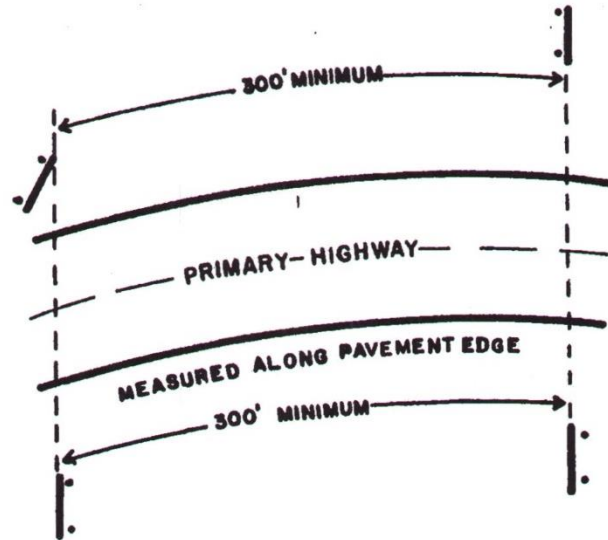 300' MINIMUM
PRIMARY-HIGHWAY
MEASURED ALONG PAVEMENT EDGE
300' MINIMUM